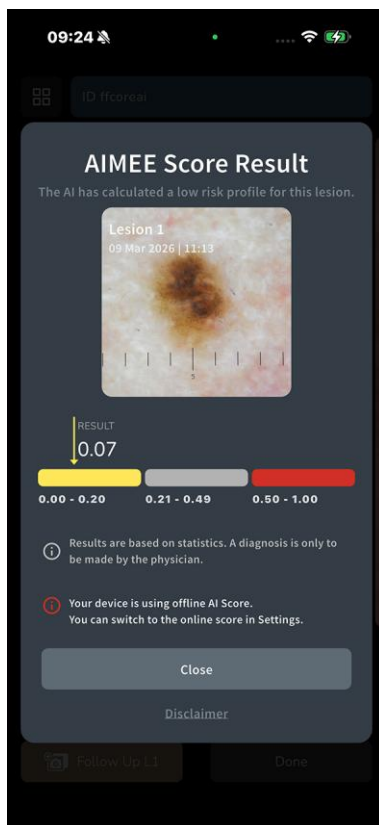 09:24
ID ffcoreai
AIMEE Score Result
The AI has calculated a low risk profile for this lesion.
Lesion 1
09 Mar 2026 | 11:13
5
RESULT
0.07
0.00 - 0.20 0.21 - 0.49 0.50 - 1.00
Results are based on statistics. A diagnosis is only to
be made by the physician.
Your device is using offline AI Score.
You can switch to the online score in Settings.
Close
Disclaimer
Follow Up L1 Done